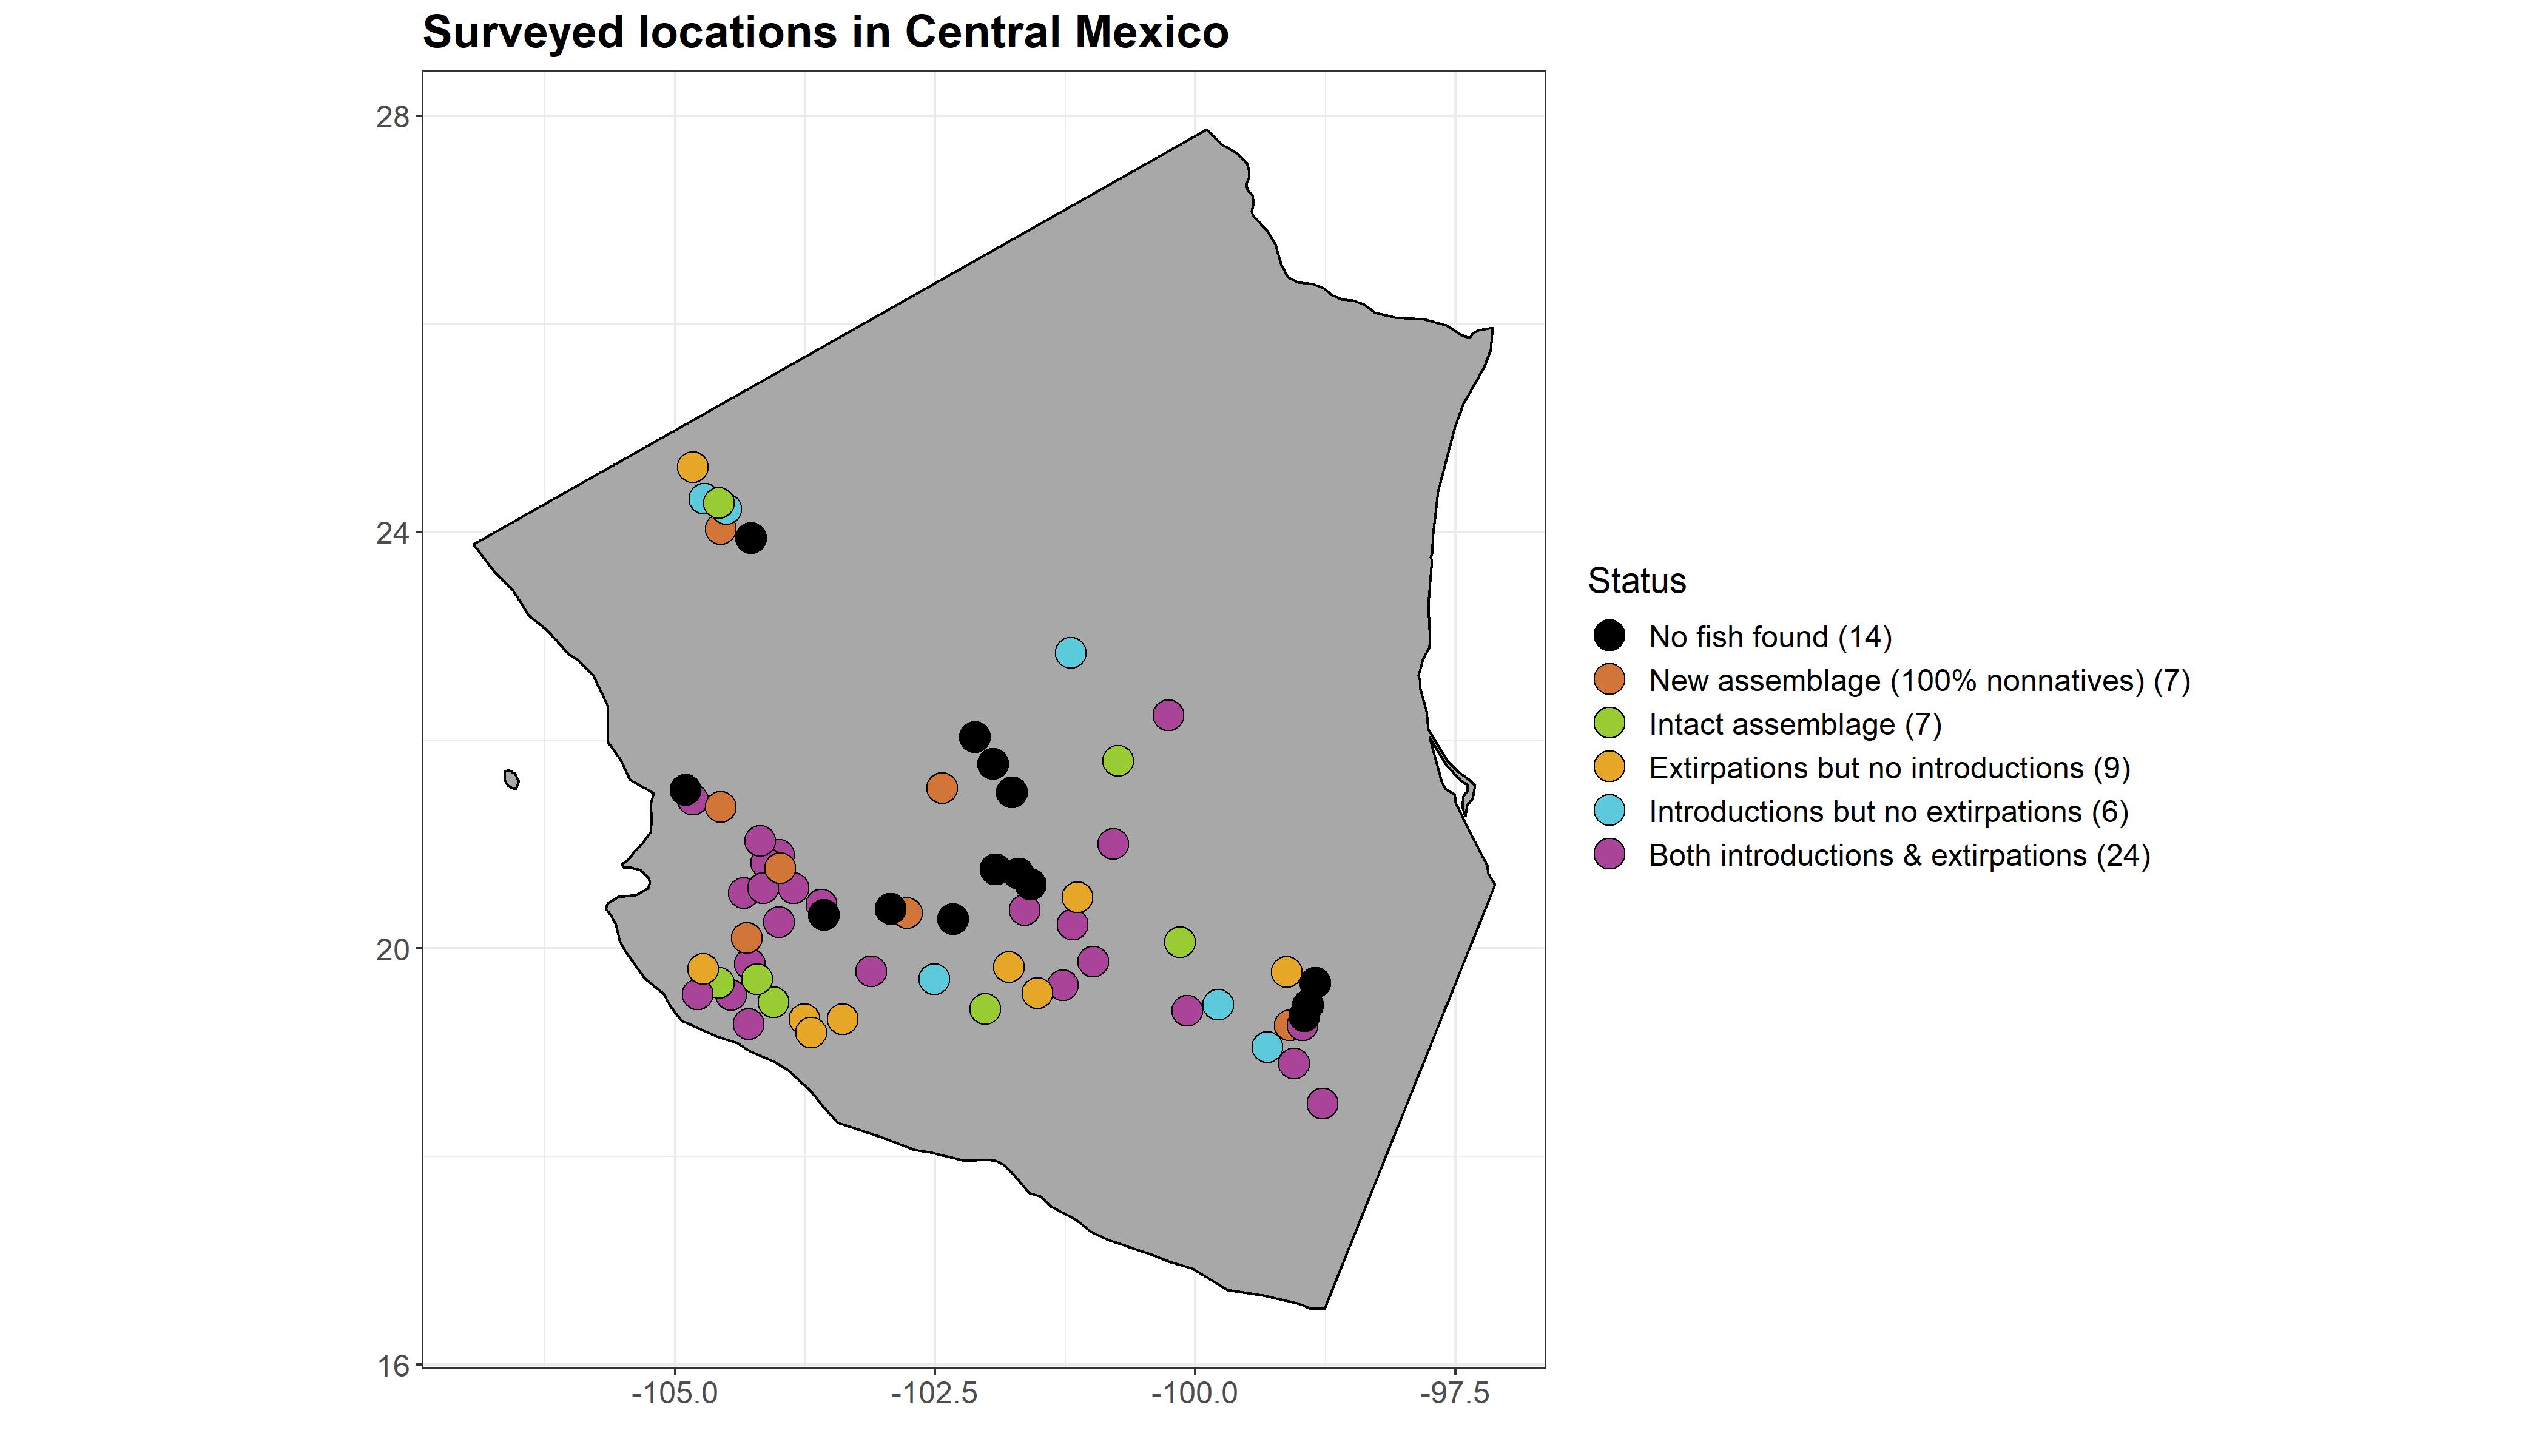 Surveyed locations in Central Mexico
28
24
20
16
-105.0
-102.5
-100.0
-97.5
Status
No fish found (14)
New assemblage (100% nonnatives) (7)
Intact assemblage (7)
Extirpations but no introductions (9)
Introductions but no extirpations (6)
Both introductions & extirpations (24)